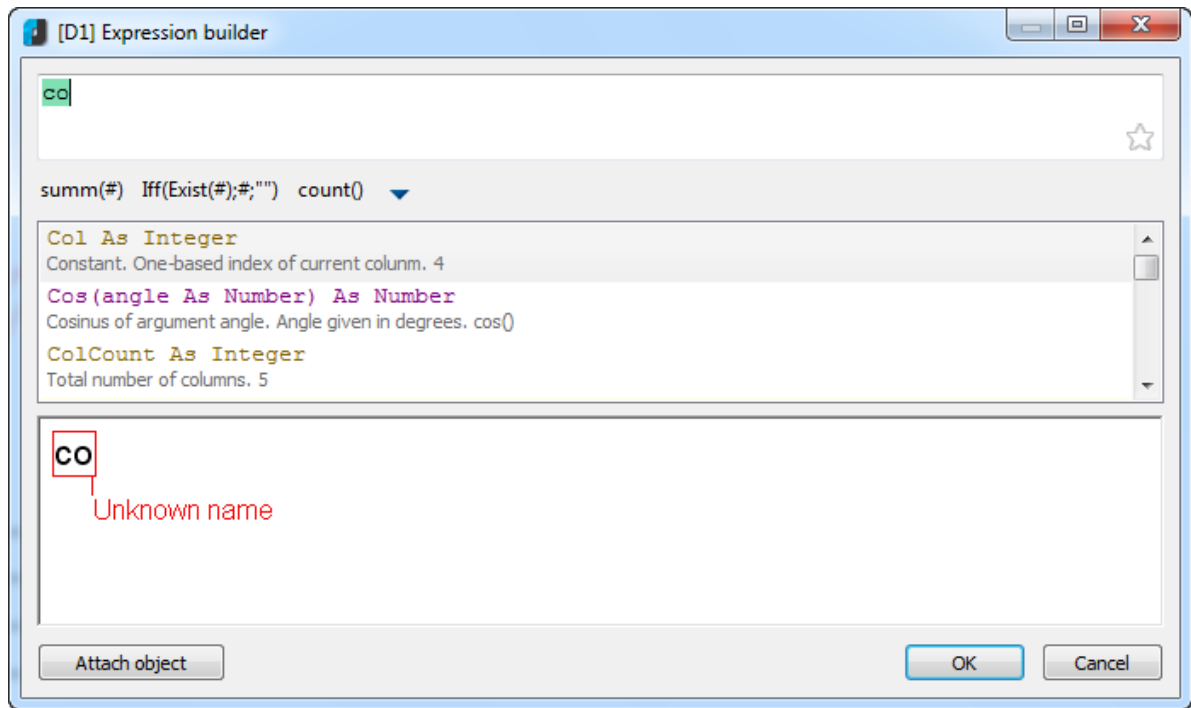 [D1] Expression builder
co
summ(#) Iff(Exist(#);#;"") count()
Col As Integer
Constant. One-based index of current colunm. 4
Cos(angle As Number) As Number
Cosinus of argument angle. Angle given in degrees. cos()
ColCount As Integer
Total number of columns. 5
co
Unknown name
Attach object OK Cancel